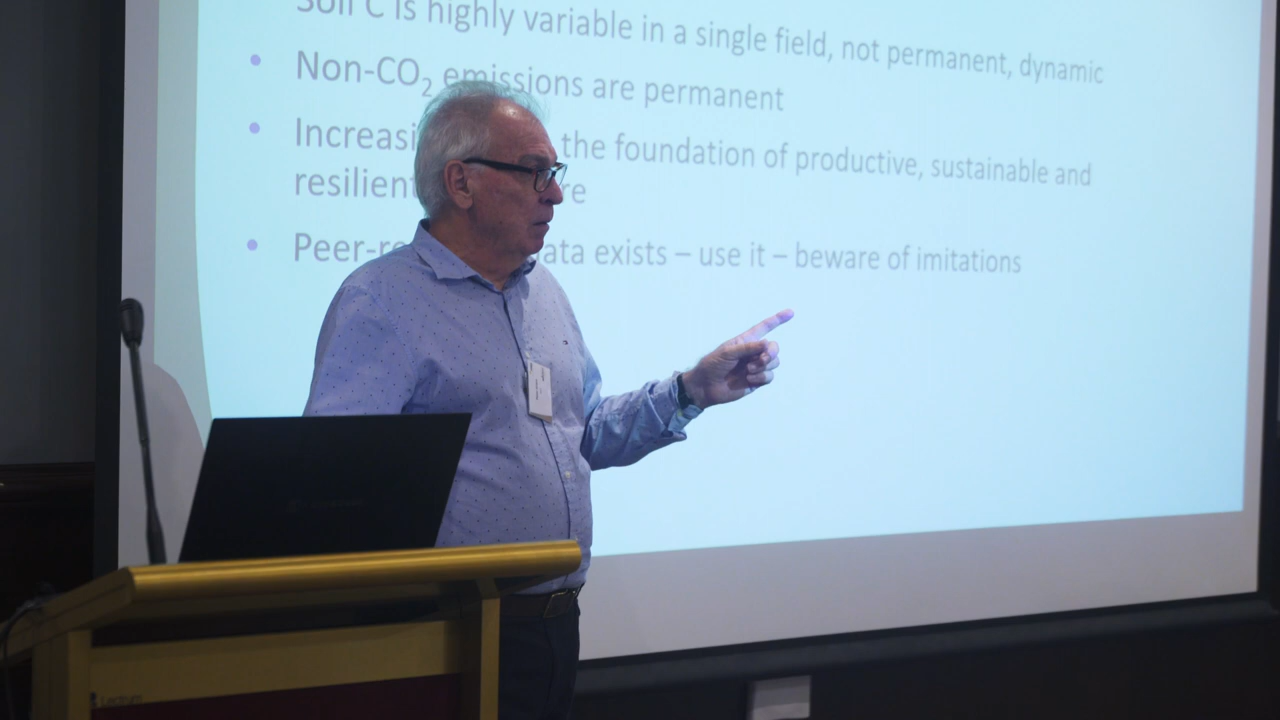 Soil C is highly variable in a single field, not permanent, dynamic
Non-CO₂ emissions are permanent
Increasi the foundation of productive, sustainable and
resilient re
Peer-re ata exists – use it – beware of imitations
Lectrum